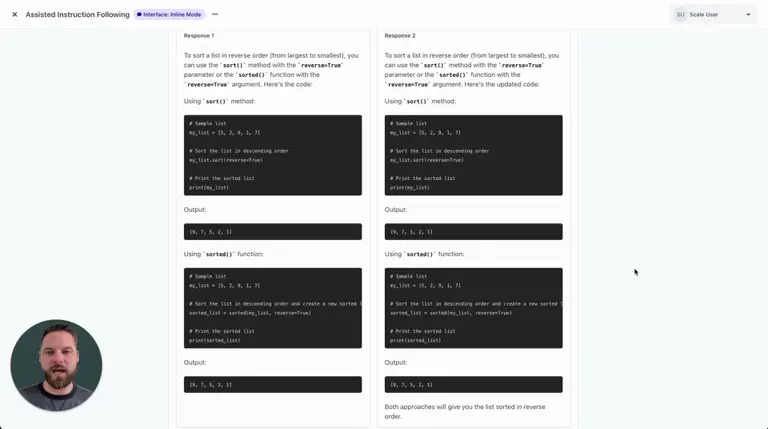 Assisted Instruction Following
Interface: Inline Mode
SU Scale User
Response 1
To sort a list in reverse order (from largest to smallest), you
can use the `sort()` method with the `reverse=True`
parameter or the `sorted()` function with the
`reverse=True` argument. Here's the code:
Using `sort()` method:
# Sample list
my_list = [5, 2, 9, 1, 7]
# Sort the list in descending order
my_list.sort(reverse=True)
# Print the sorted list
print(my_list)
Output:
[9, 7, 5, 2, 1]
Using `sorted()` function:
# Sample list
my_list = [5, 2, 9, 1, 7]
# Sort the list in descending order and create a new sorted
sorted_list = sorted(my_list, reverse=True)
# Print the sorted list
print(sorted_list)
Output:
[9, 7, 5, 2, 1]
Response 2
To sort a list in reverse order (from largest to smallest), you
can use the `sort()` method with the `reverse=True`
parameter or the `sorted()` function with the
`reverse=True` argument. Here's the updated code:
Using `sort()` method:
# Sample list
my_list = [5, 2, 9, 1, 7]
# Sort the list in descending order
my_list.sort(reverse=True)
# Print the sorted list
print(my_list)
Output:
[9, 7, 5, 2, 1]
Using `sorted()` function:
# Sample list
my_list = [5, 2, 9, 1, 7]
# Sort the list in descending order and create a new sorted
sorted_list = sorted(my_list, reverse=True)
# Print the sorted list
print(sorted_list)
Output:
[9, 7, 5, 2, 1]
Both approaches will give you the list sorted in reverse
order.